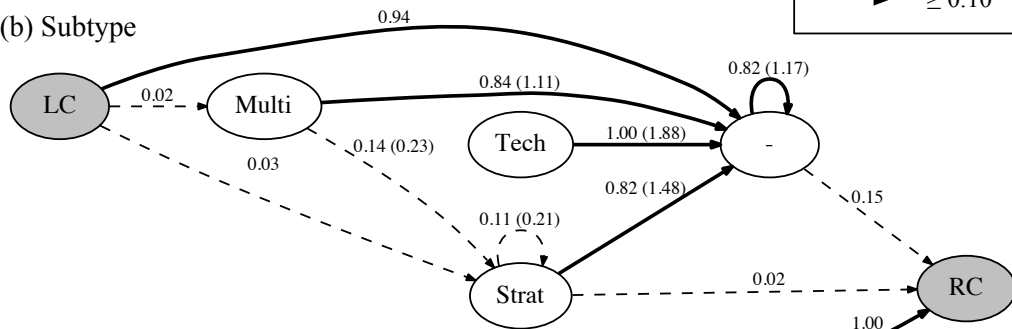 ≥ 0.10
(b) Subtype
0.94
LC
0.02
Multi
0.84 (1.11)
0.82 (1.17)
Tech
1.00 (1.88)
-
0.03
0.14 (0.23)
0.82 (1.48)
0.15
0.11 (0.21)
Strat
0.02
RC
1.00